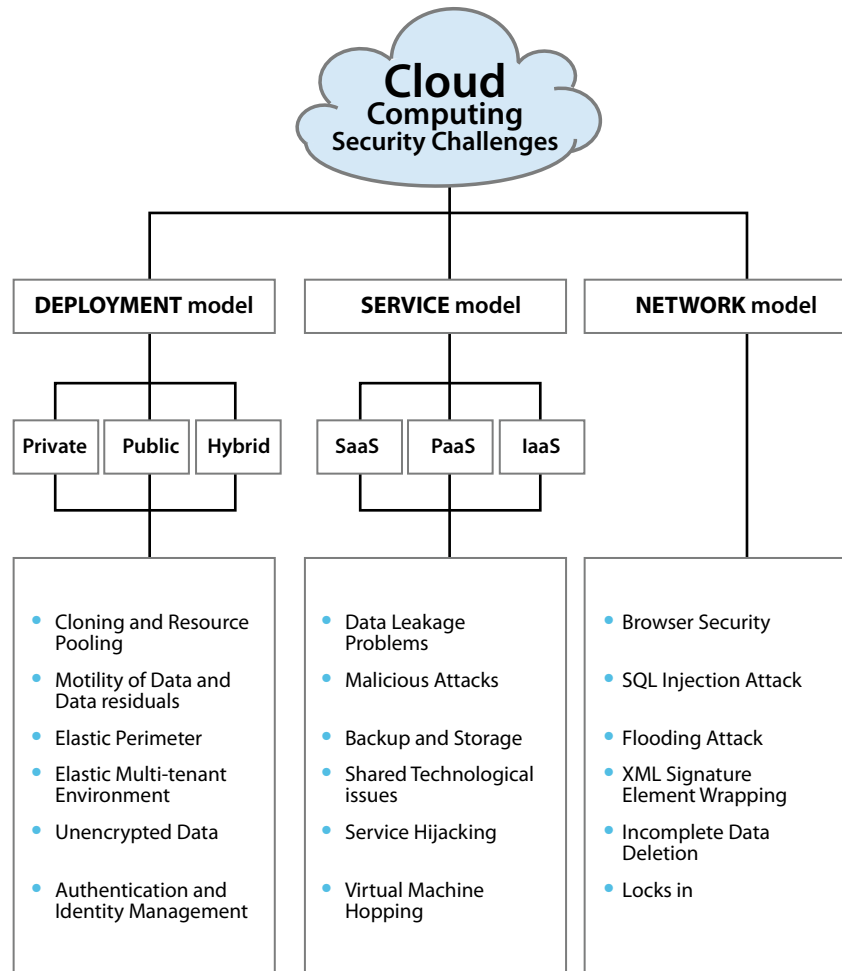 Cloud
Computing
Security Challenges
DEPLOYMENT model
SERVICE model
NETWORK model
Private
Public
Hybrid
SaaS
PaaS
IaaS
• Cloning and Resource
Pooling
• Motility of Data and
Data residuals
• Elastic Perimeter
• Elastic Multi-tenant
Environment
• Unencrypted Data
• Authentication and
Identity Management
• Data Leakage
Problems
• Malicious Attacks
• Backup and Storage
• Shared Technological
issues
• Service Hijacking
• Virtual Machine
Hopping
• Browser Security
• SQL Injection Attack
• Flooding Attack
• XML Signature
Element Wrapping
• Incomplete Data
Deletion
• Locks in